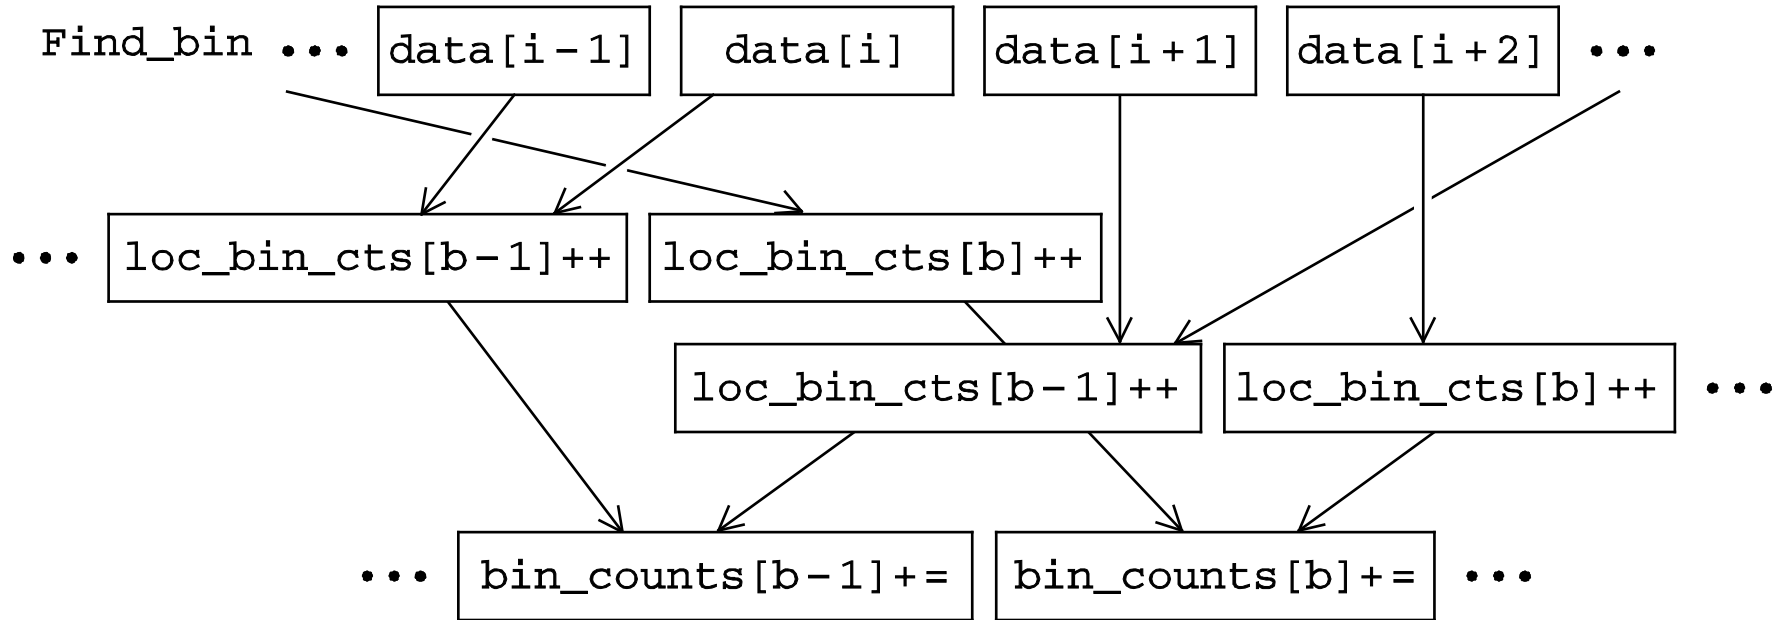 Find_bin ••• data[i-1] data[i] data[i+1] data[i+2] •••
••• loc_bin_cts[b-1]++ loc_bin_cts[b]++
loc_bin_cts[b-1]++ loc_bin_cts[b]++ •••
••• bin_counts[b-1]+= bin_counts[b]+= •••